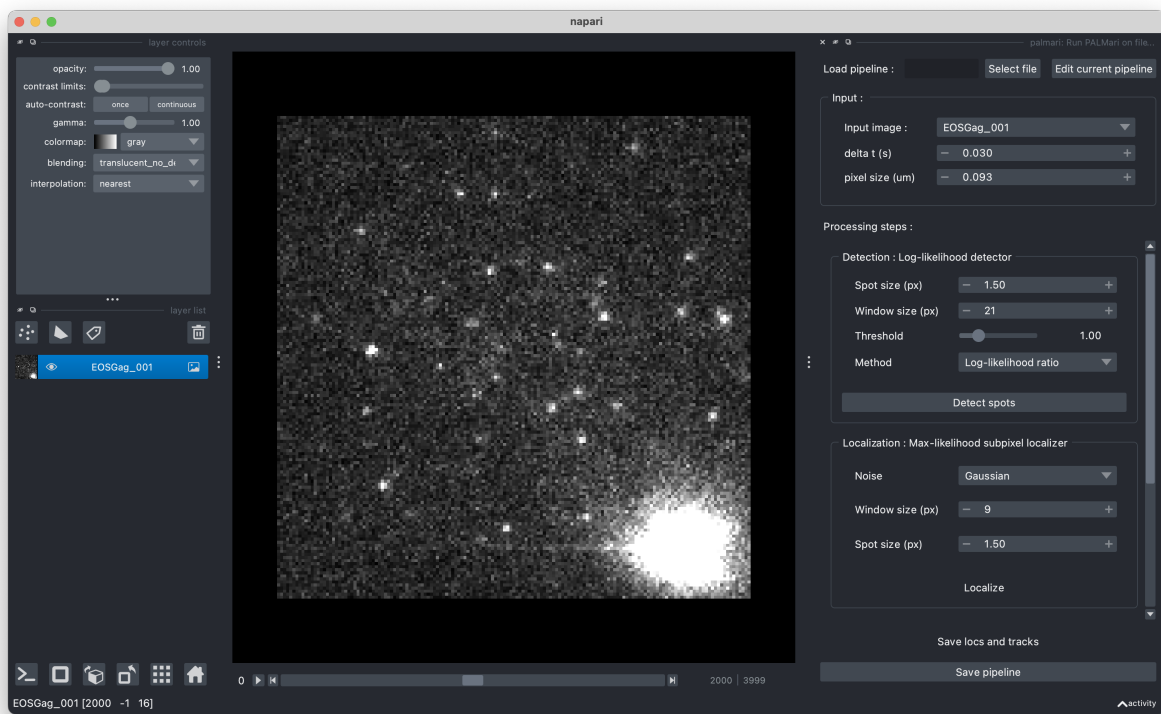 napari
layer controls
opacity: 1.00
contrast limits:
auto-contrast: once continuous
gamma: 1.00
colormap: gray
blending: translucent_no_de
interpolation: nearest
layer list
EOSGag_001
0 2000 | 3999
EOSGag_001 [2000 -1 16]
palmari: Run PALMari on file...
Load pipeline : Select file Edit current pipeline
Input :
Input image : EOSGag_001
delta t (s) − 0.030 +
pixel size (um) − 0.093 +
Processing steps :
Detection : Log-likelihood detector
Spot size (px) − 1.50 +
Window size (px) − 21 +
Threshold 1.00
Method Log-likelihood ratio
Detect spots
Localization : Max-likelihood subpixel localizer
Noise Gaussian
Window size (px) − 9 +
Spot size (px) − 1.50 +
Localize
Save locs and tracks
Save pipeline
activity